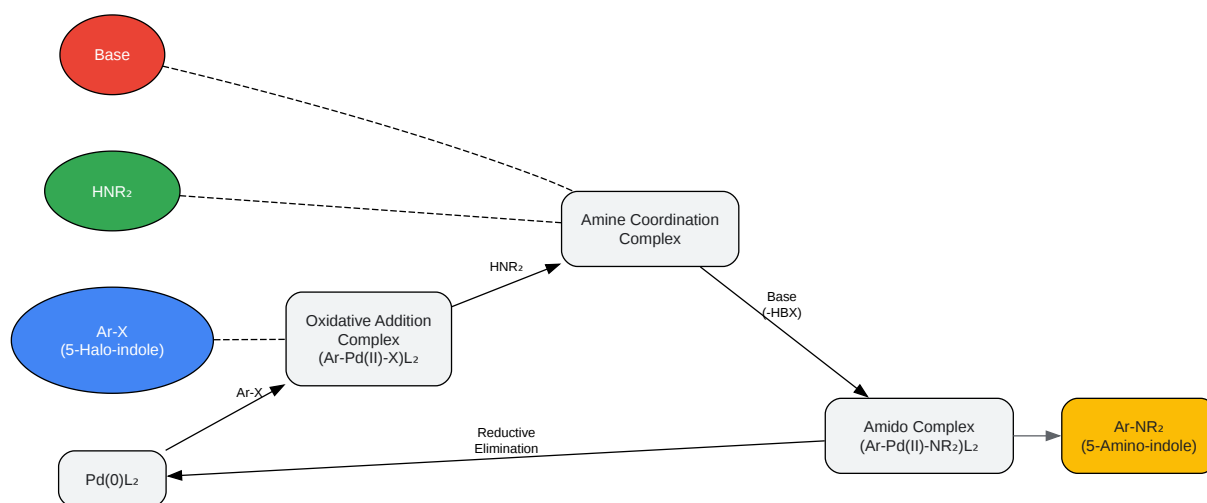 Base
HNR₂
Amine Coordination
Complex
HNR₂
Base
(-HBX)
Oxidative Addition
Complex
(Ar-Pd(II)-X)L₂
Ar-X
(5-Halo-indole)
Ar-X
Reductive
Elimination
Amido Complex
(Ar-Pd(II)-NR₂)L₂
Ar-NR₂
(5-Amino-indole)
Pd(0)L₂